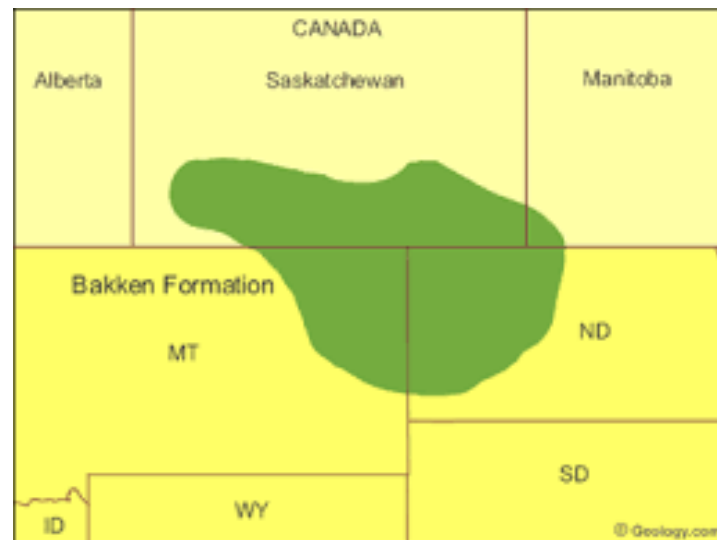 CANADA
Alberta
Saskatchewan
Manitoba
Bakken Formation
MT
ND
SD
WY
ID
© Geology.com